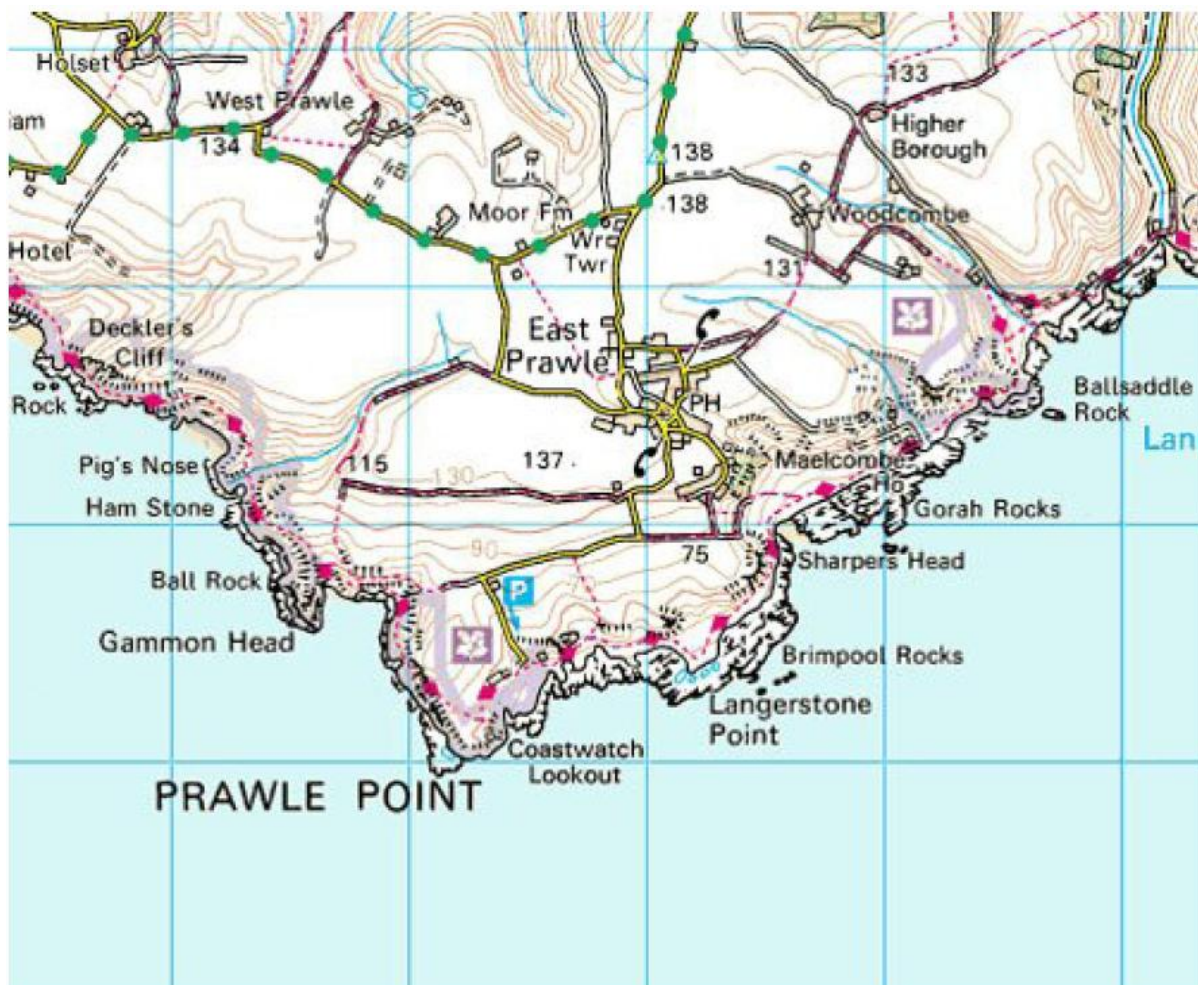 Holset
133
West Prawle
iam
Higher
Borough
134
138
Moor Fm
138
Woodcombe
Hotel
Wr
Twr
131
Deckler's
Cliff
East
Prawle
Rock
PH
Ballsaddle
Rock
Lan
Pig's Nose
115
137
130
Maelcombe
Ho
Ham Stone
Gorah Rocks
90
75
Sharpers Head
Ball Rock
P
Gammon Head
Brimpool Rocks
Langerstone
Point
Coastwatch
Lookout
PRAWLE POINT